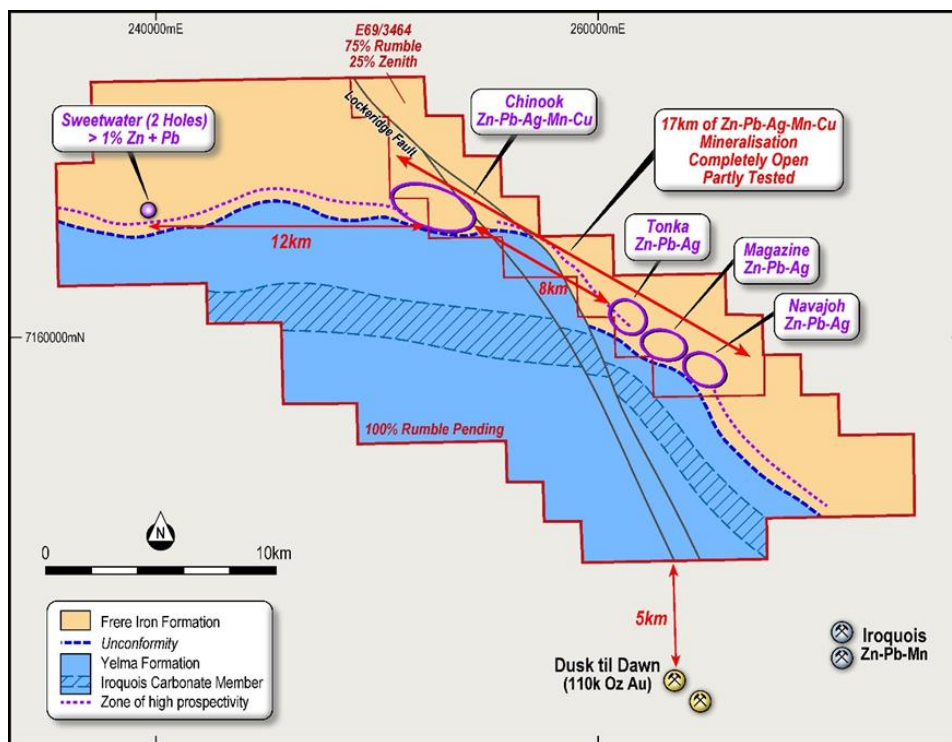 240000mE
260000mE
E69/3464
75% Rumble
25% Zenith
Lockeridge Fault
Chinook
Zn-Pb-Ag-Mn-Cu
Sweetwater (2 Holes)
> 1% Zn + Pb
17km of Zn-Pb-Ag-Mn-Cu
Mineralisation
Completely Open
Partly Tested
Tonka
Zn-Pb-Ag
Magazine
Zn-Pb-Ag
12km
8km
Navajoh
Zn-Pb-Ag
7160000mN
100% Rumble Pending
N
0
10km
5km
Frere Iron Formation
Unconformity
Yelma Formation
Iroquois Carbonate Member
Zone of high prospectivity
Dusk til Dawn
(110k Oz Au)
Iroquois
Zn-Pb-Mn